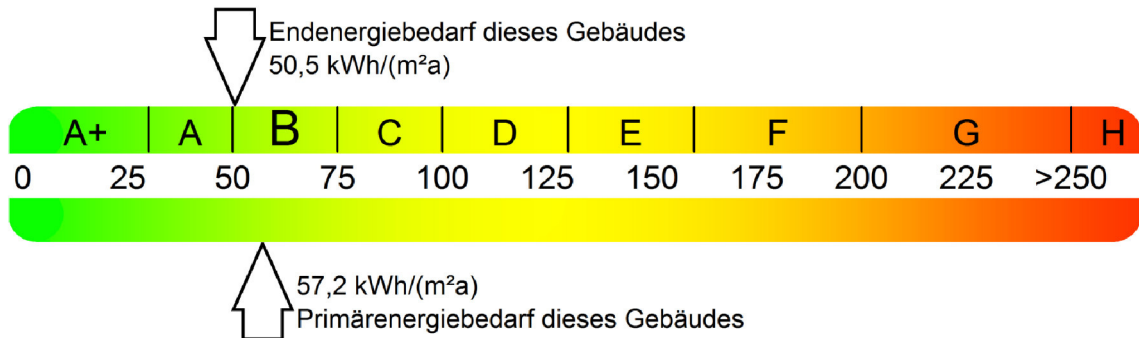 Endenergiebedarf dieses Gebäudes
50,5 kWh/(m²a)
A+ A B C D E F G H
0 25 50 75 100 125 150 175 200 225 >250
57,2 kWh/(m²a)
Primärenergiebedarf dieses Gebäudes